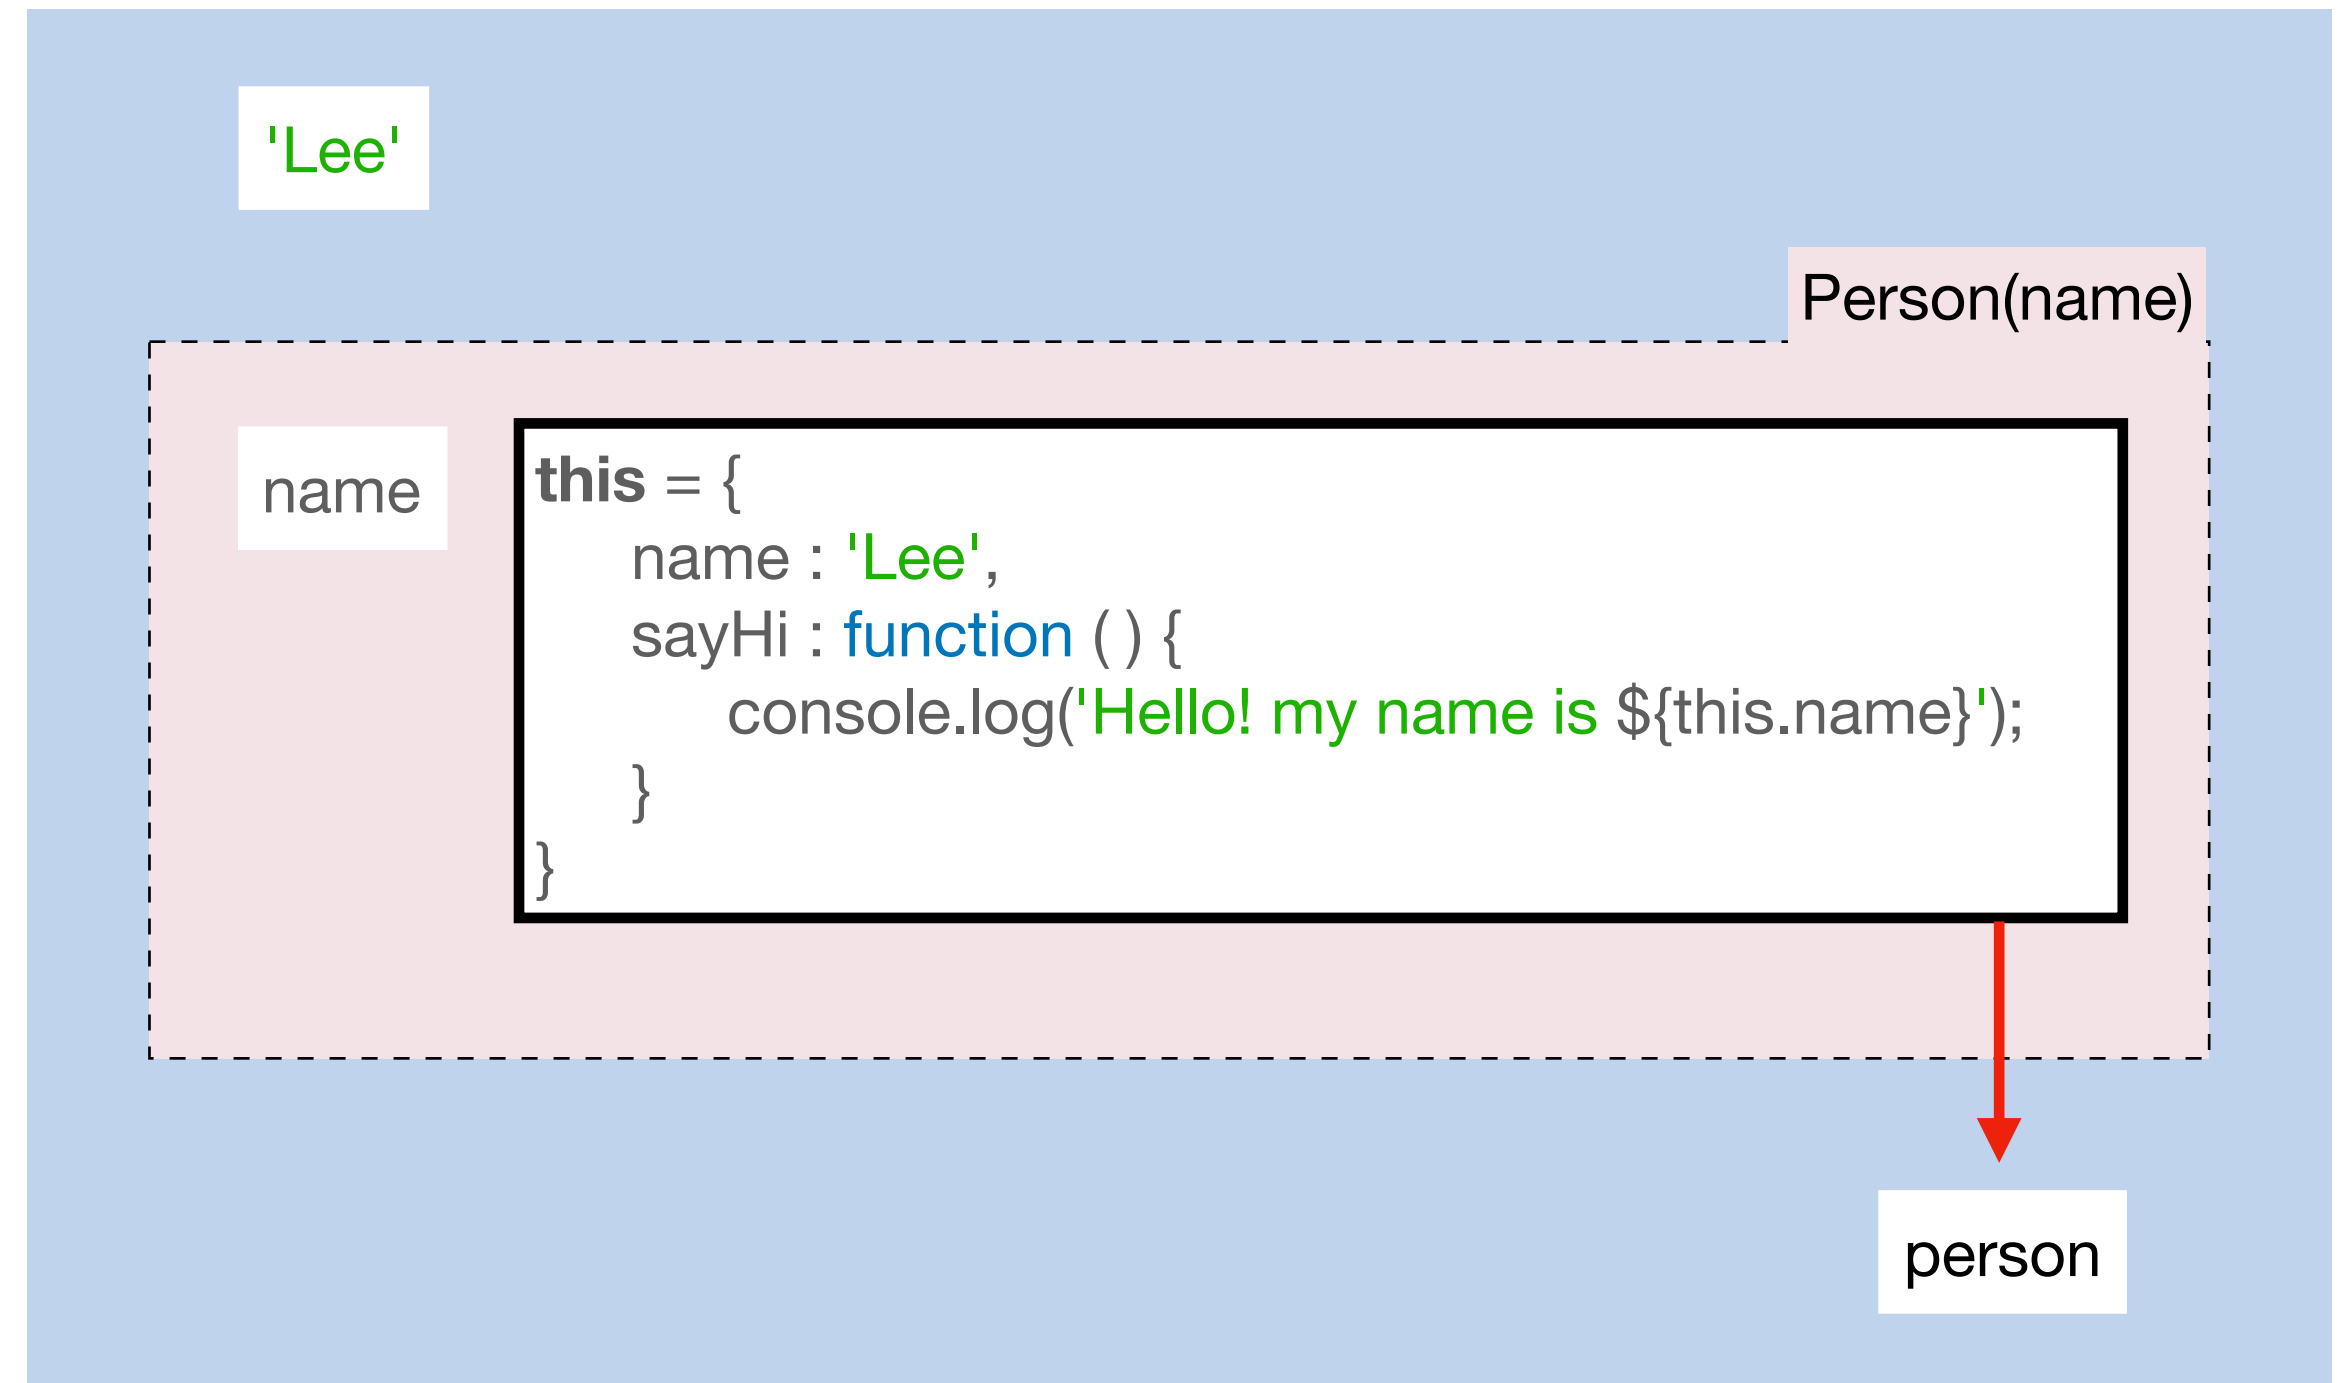 'Lee'
Person(name)
name
this = {
name : 'Lee',
sayHi : function ( ) {
console.log('Hello! my name is ${this.name}');
}
}
person